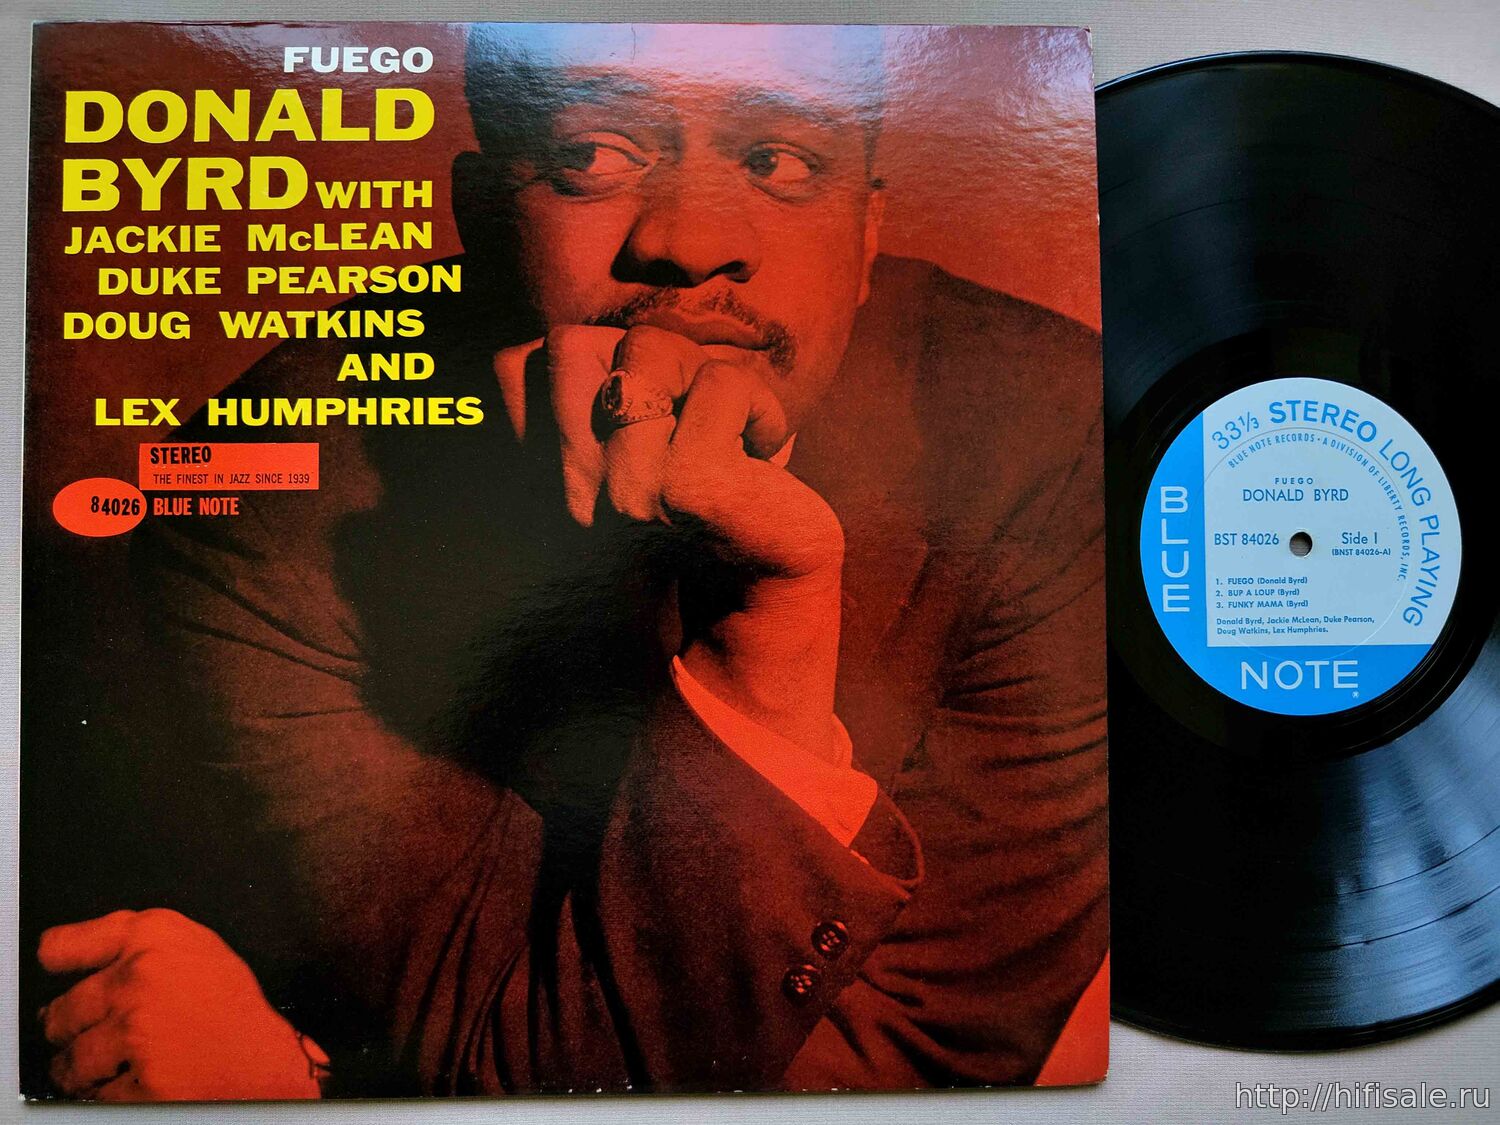 FUEGO
DONALD
BYRD WITH
JACKIE McLEAN
DUKE PEARSON
DOUG WATKINS
AND
LEX HUMPHRIES
STEREO
THE FINEST IN JAZZ SINCE 1939
84026 BLUE NOTE
33 1/3 STEREO LONG PLAYING
BLUE NOTE RECORDS • A DIVISION OF LIBERTY RECORDS, INC.
FUEGO
DONALD BYRD
BST 84026 Side 1
(BNST 84026-A)
1. FUEGO (Donald Byrd)
2. BUP A LOUP (Byrd)
3. FUNKY MAMA (Byrd)
Donald Byrd, Jackie McLean, Duke Pearson,
Doug Watkins, Lex Humphries.
BLUE
NOTE
®
http://hifisale.ru